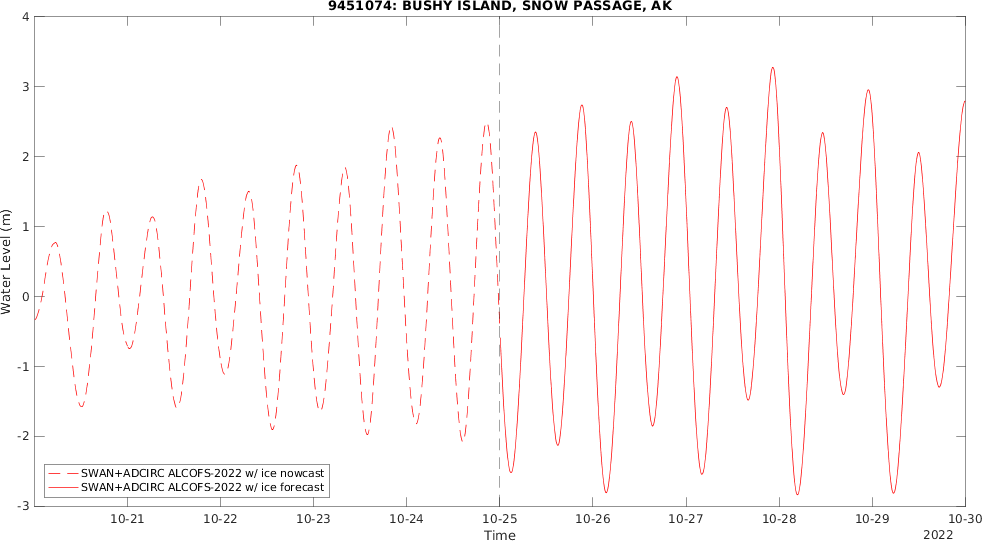 9451074: BUSHY ISLAND, SNOW PASSAGE, AK
4
3
2
1
0
-1
-2
-3
Water Level (m)
SWAN+ADCIRC ALCOFS-2022 w/ ice nowcast
SWAN+ADCIRC ALCOFS-2022 w/ ice forecast
10-21 10-22 10-23 10-24 10-25 10-26 10-27 10-28 10-29 10-30
Time
2022